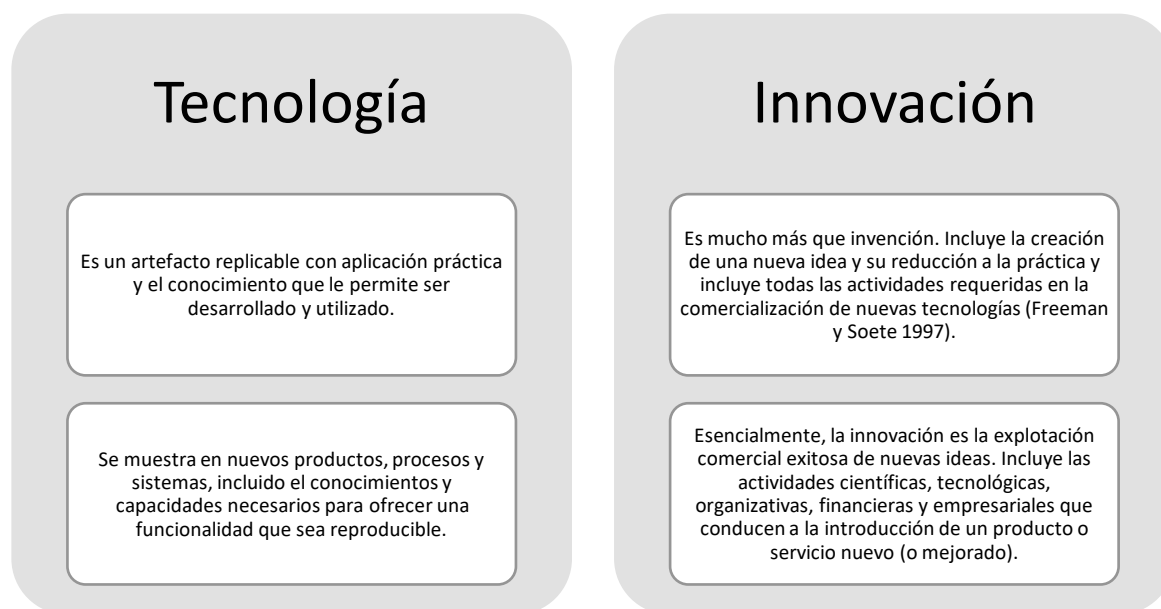 Tecnología
Es un artefacto replicable con aplicación práctica
y el conocimiento que le permite ser
desarrollado y utilizado.
Se muestra en nuevos productos, procesos y
sistemas, incluido el conocimientos y
capacidades necesarios para ofrecer una
funcionalidad que sea reproducible.
Innovación
Es mucho más que invención. Incluye la creación
de una nueva idea y su reducción a la práctica y
incluye todas las actividades requeridas en la
comercialización de nuevas tecnologías (Freeman
y Soete 1997).
Esencialmente, la innovación es la explotación
comercial exitosa de nuevas ideas. Incluye las
actividades científicas, tecnológicas,
organizativas, financieras y empresariales que
conducen a la introducción de un producto o
servicio nuevo (o mejorado).